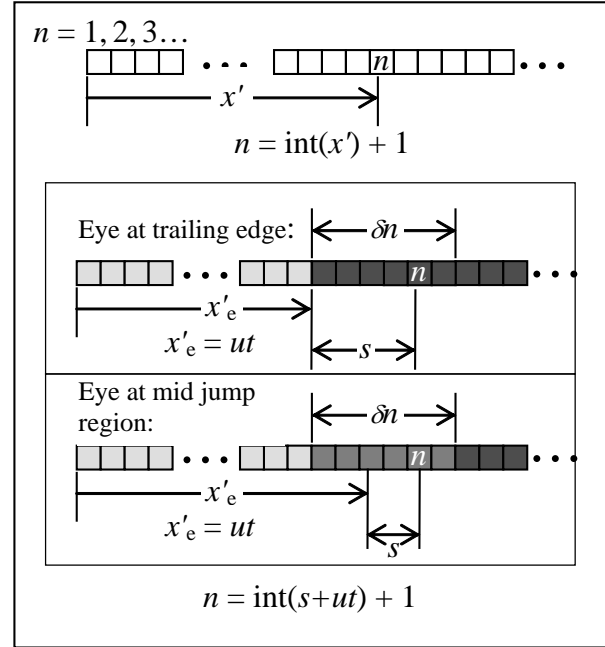 n = 1, 2, 3…
n
x'
n = int(x') + 1
Eye at trailing edge:
δn
n
x'e
x'e = ut
s
Eye at mid jump
region:
δn
n
x'e
x'e = ut
s
n = int(s+ut) + 1